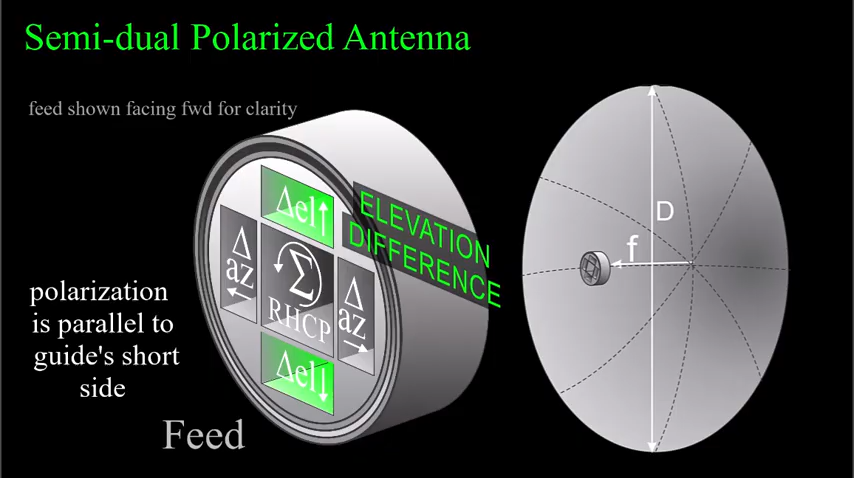 Semi-dual Polarized Antenna
feed shown facing fwd for clarity
Δel↑
ELEVATION
DIFFERENCE
Δ
az
←
Σ
RHCP
Δ
az
→
Δel↓
polarization
is parallel to
guide's short
side
Feed
D
f